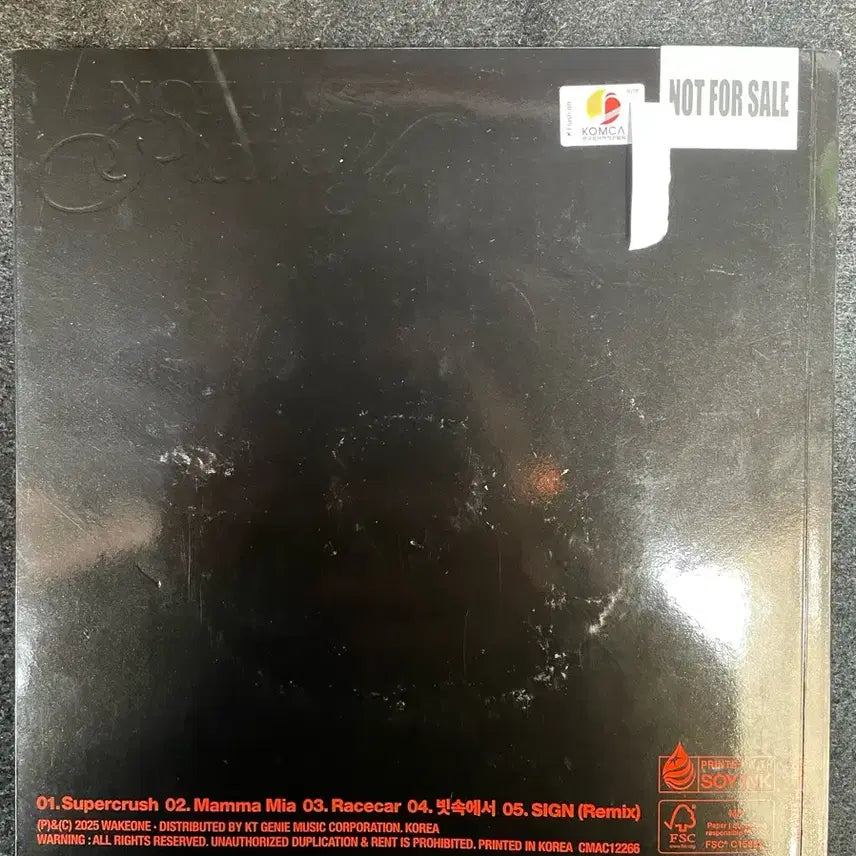 NOT FOR SALE
KOMCA
01.Supercrush 02. Mamma Mia 03. Racecar 04. 빗속에서 05. SIGN (Remix)
(P)&(C) 2025 WAKEONE · DISTRIBUTED BY KT GENIE MUSIC CORPORATION. KOREA
WARNING : ALL RIGHTS RESERVED. UNAUTHORIZED DUPLICATION & RENT IS PROHIBITED. PRINTED IN KOREA CMAC12266
SOY INK
FSC